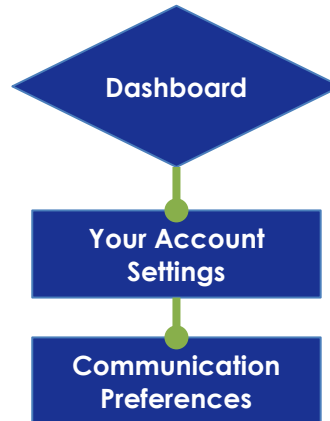 Dashboard
Your Account
Settings
Communication
Preferences